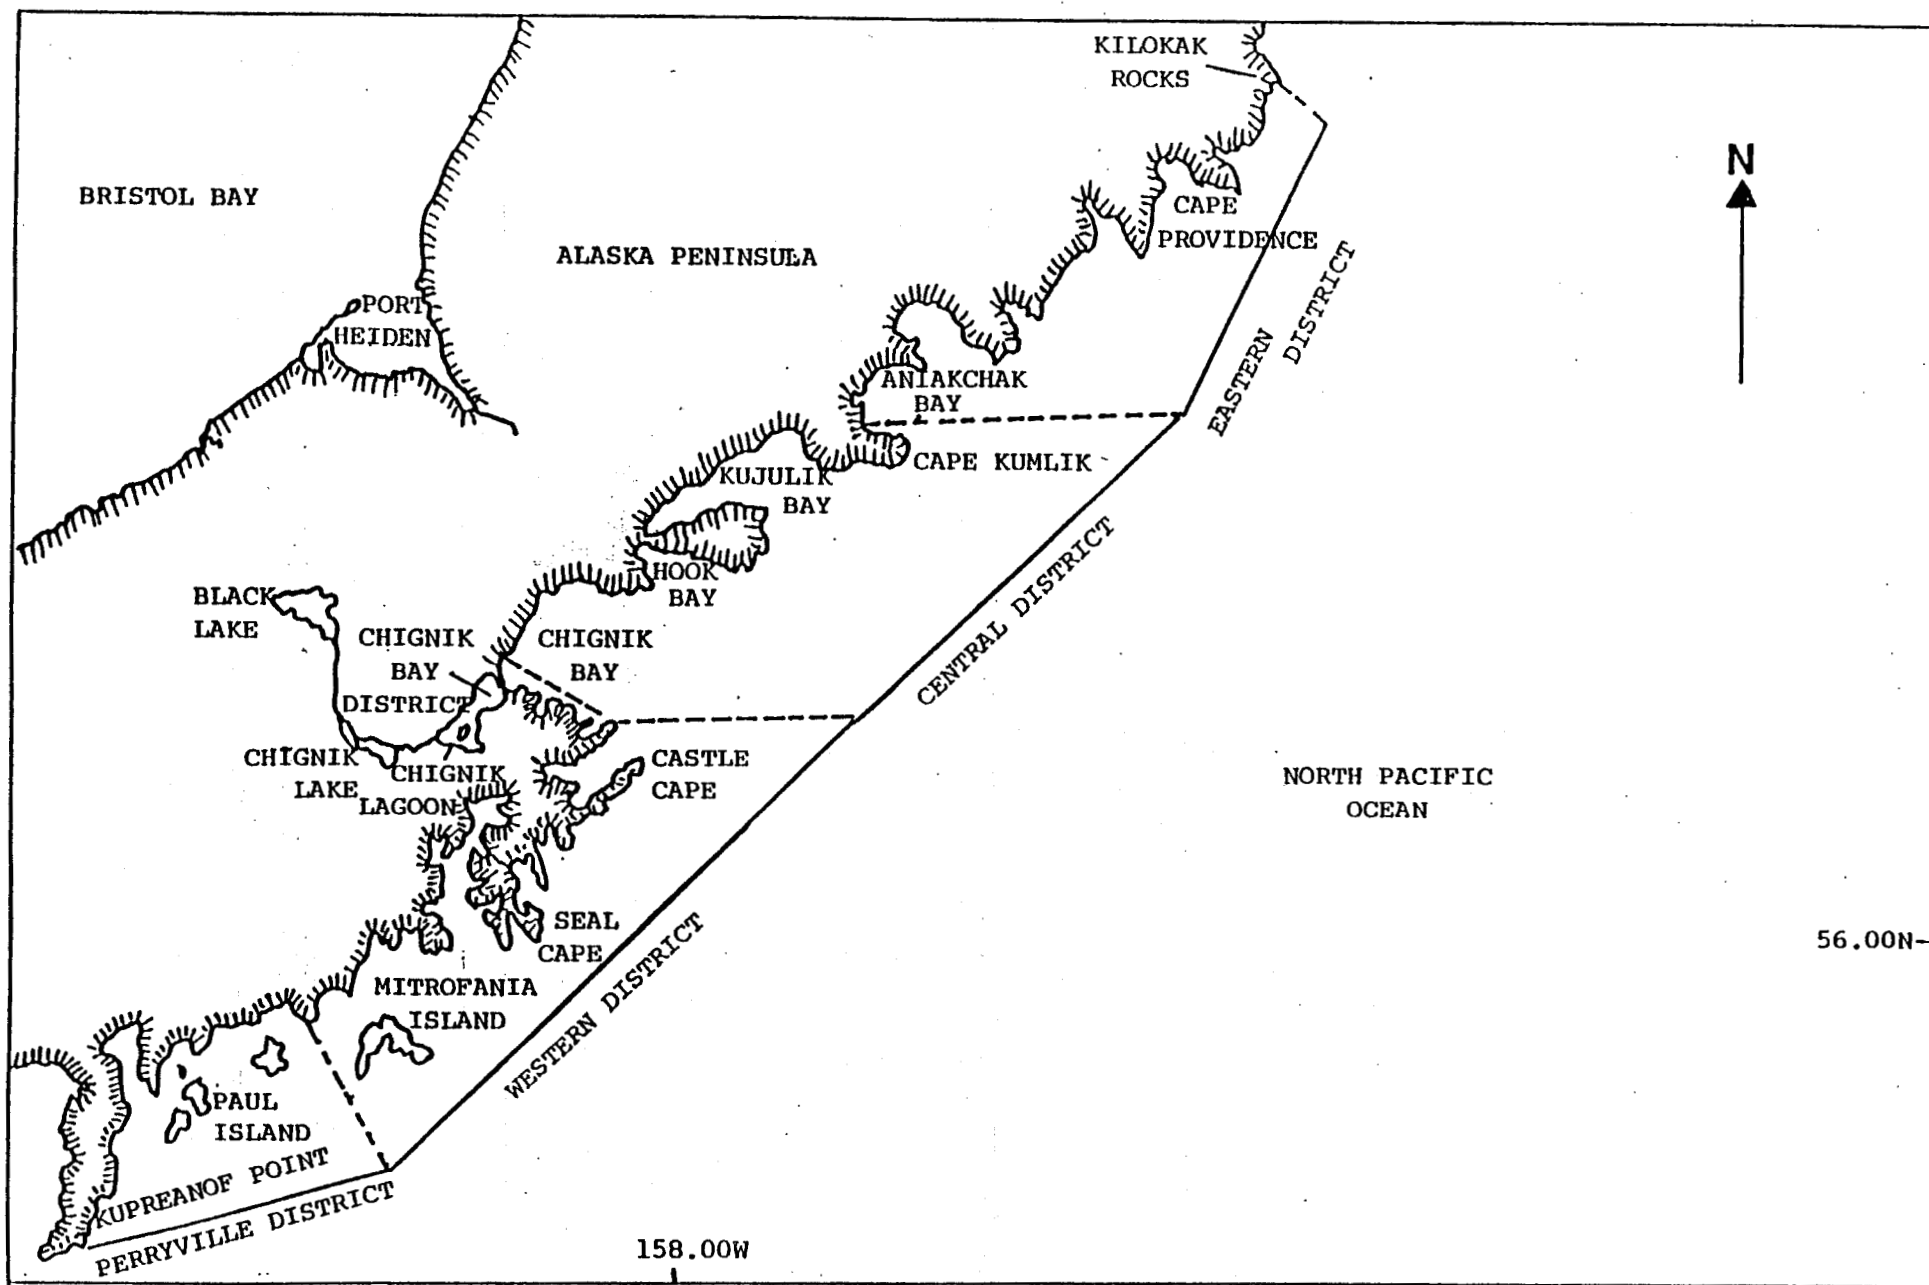 KILOKAK
ROCKS
N
BRISTOL BAY
CAPE
PROVIDENCE
ALASKA PENINSULA
PORT
HEIDEN
EASTERN
DISTRICT
ANIAKCHAK
BAY
CAPE KUMLIK
KUJULIK
BAY
HOOK
BAY
BLACK
LAKE
CHIGNIK
BAY
DISTRICT
CHIGNIK
BAY
CENTRAL DISTRICT
CHIGNIK
LAKE
CHIGNIK
LAGOON
CASTLE
CAPE
NORTH PACIFIC
OCEAN
SEAL
CAPE
56.00N
MITROFANIA
ISLAND
WESTERN DISTRICT
PAUL
ISLAND
KUPREANOF POINT
PERRYVILLE DISTRICT
158.00W